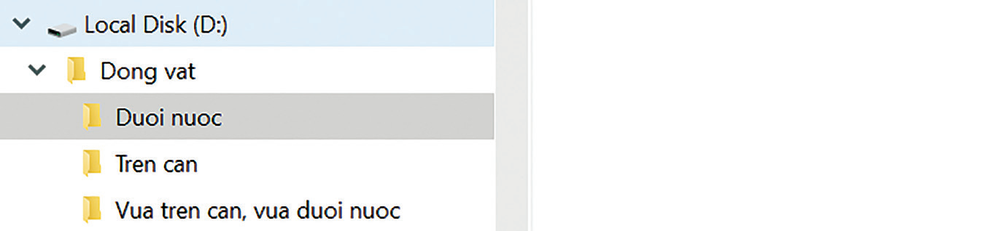 Local Disk (D:)
Dong vat
Duoi nuoc
Tren can
Vua tren can, vua duoi nuoc